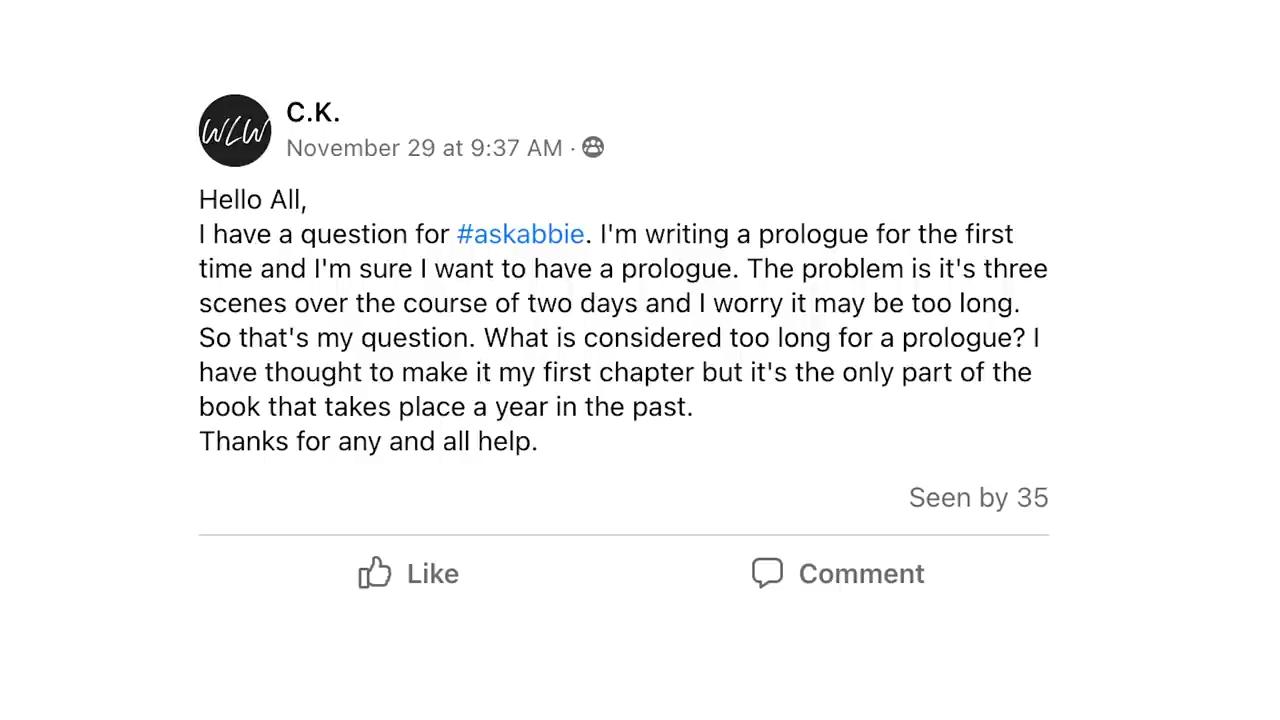 WLW
C.K.
November 29 at 9:37 AM ·
Hello All,
I have a question for #askabbie. I'm writing a prologue for the first
time and I'm sure I want to have a prologue. The problem is it's three
scenes over the course of two days and I worry it may be too long.
So that's my question. What is considered too long for a prologue? I
have thought to make it my first chapter but it's the only part of the
book that takes place a year in the past.
Thanks for any and all help.
Seen by 35
Like
Comment